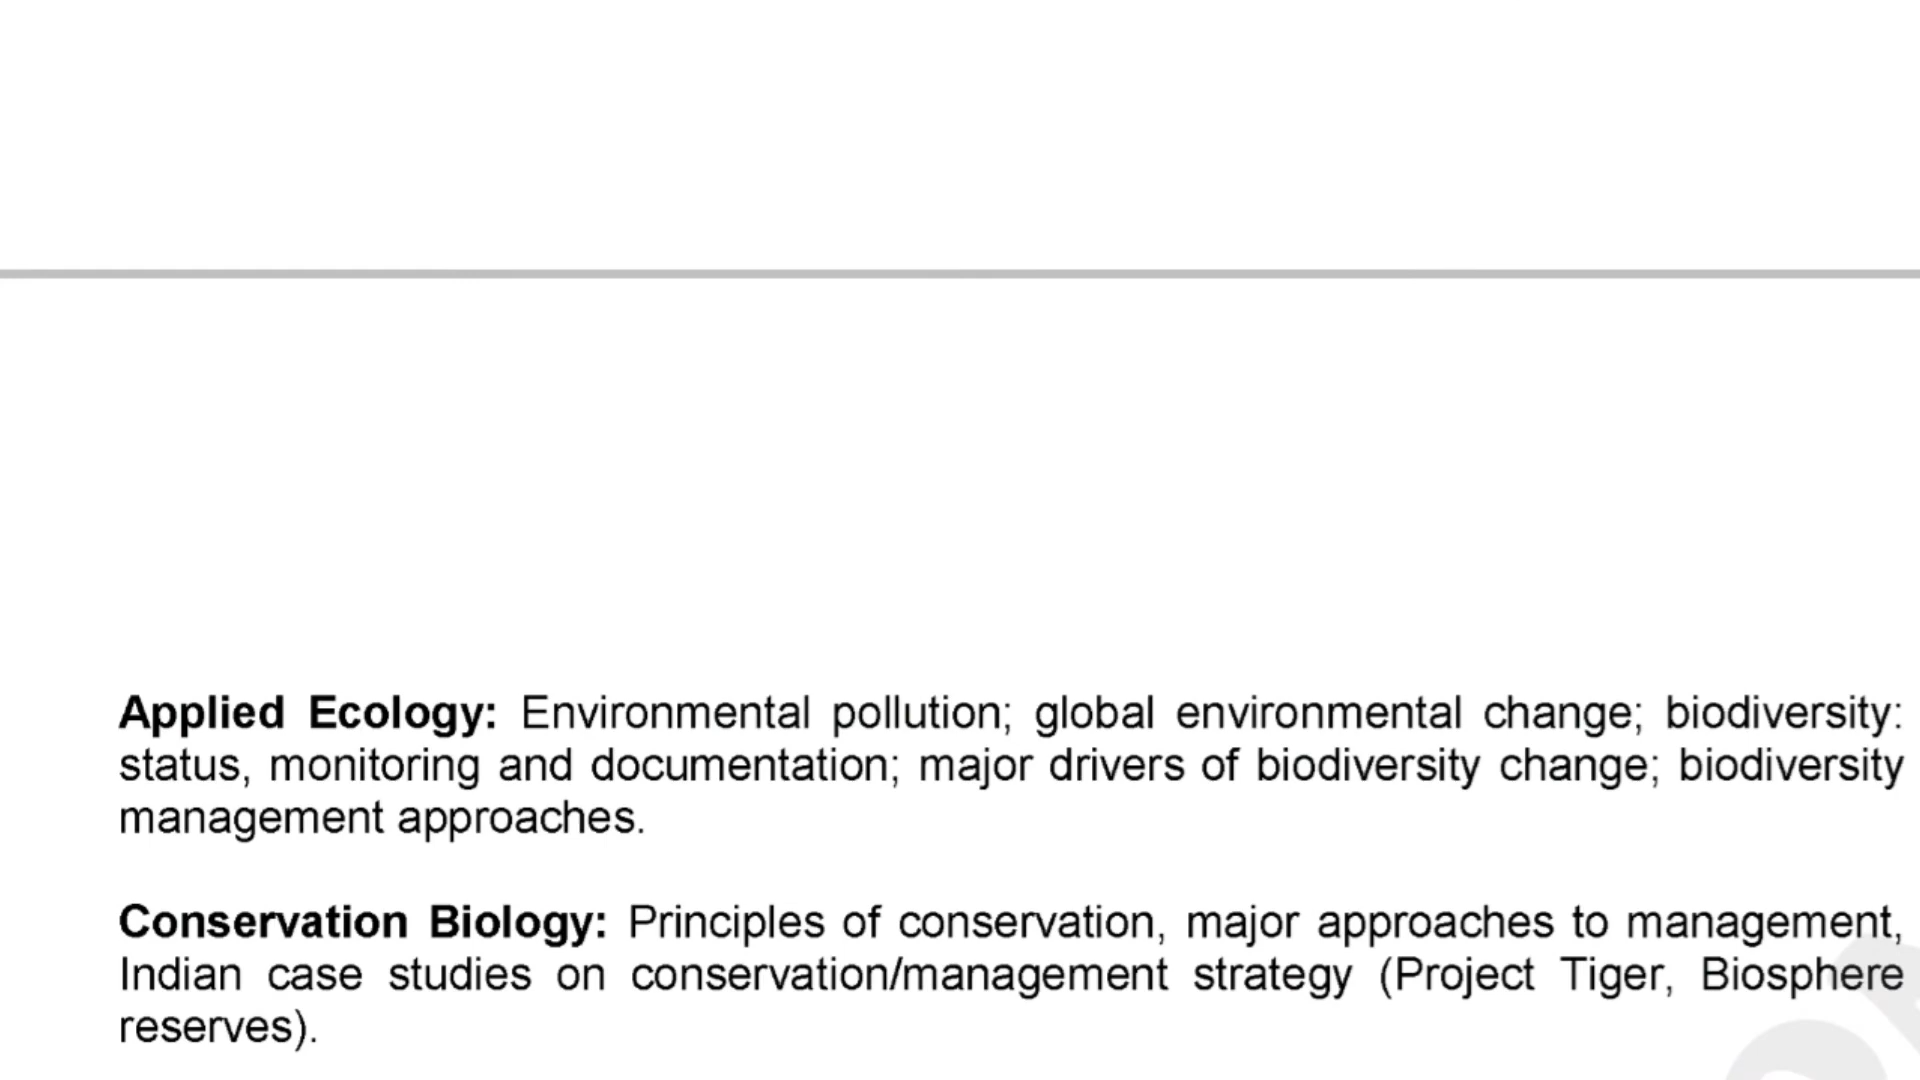 Applied Ecology: Environmental pollution; global environmental change; biodiversity:
status, monitoring and documentation; major drivers of biodiversity change; biodiversity
management approaches.
Conservation Biology: Principles of conservation, major approaches to management,
Indian case studies on conservation/management strategy (Project Tiger, Biosphere
reserves).